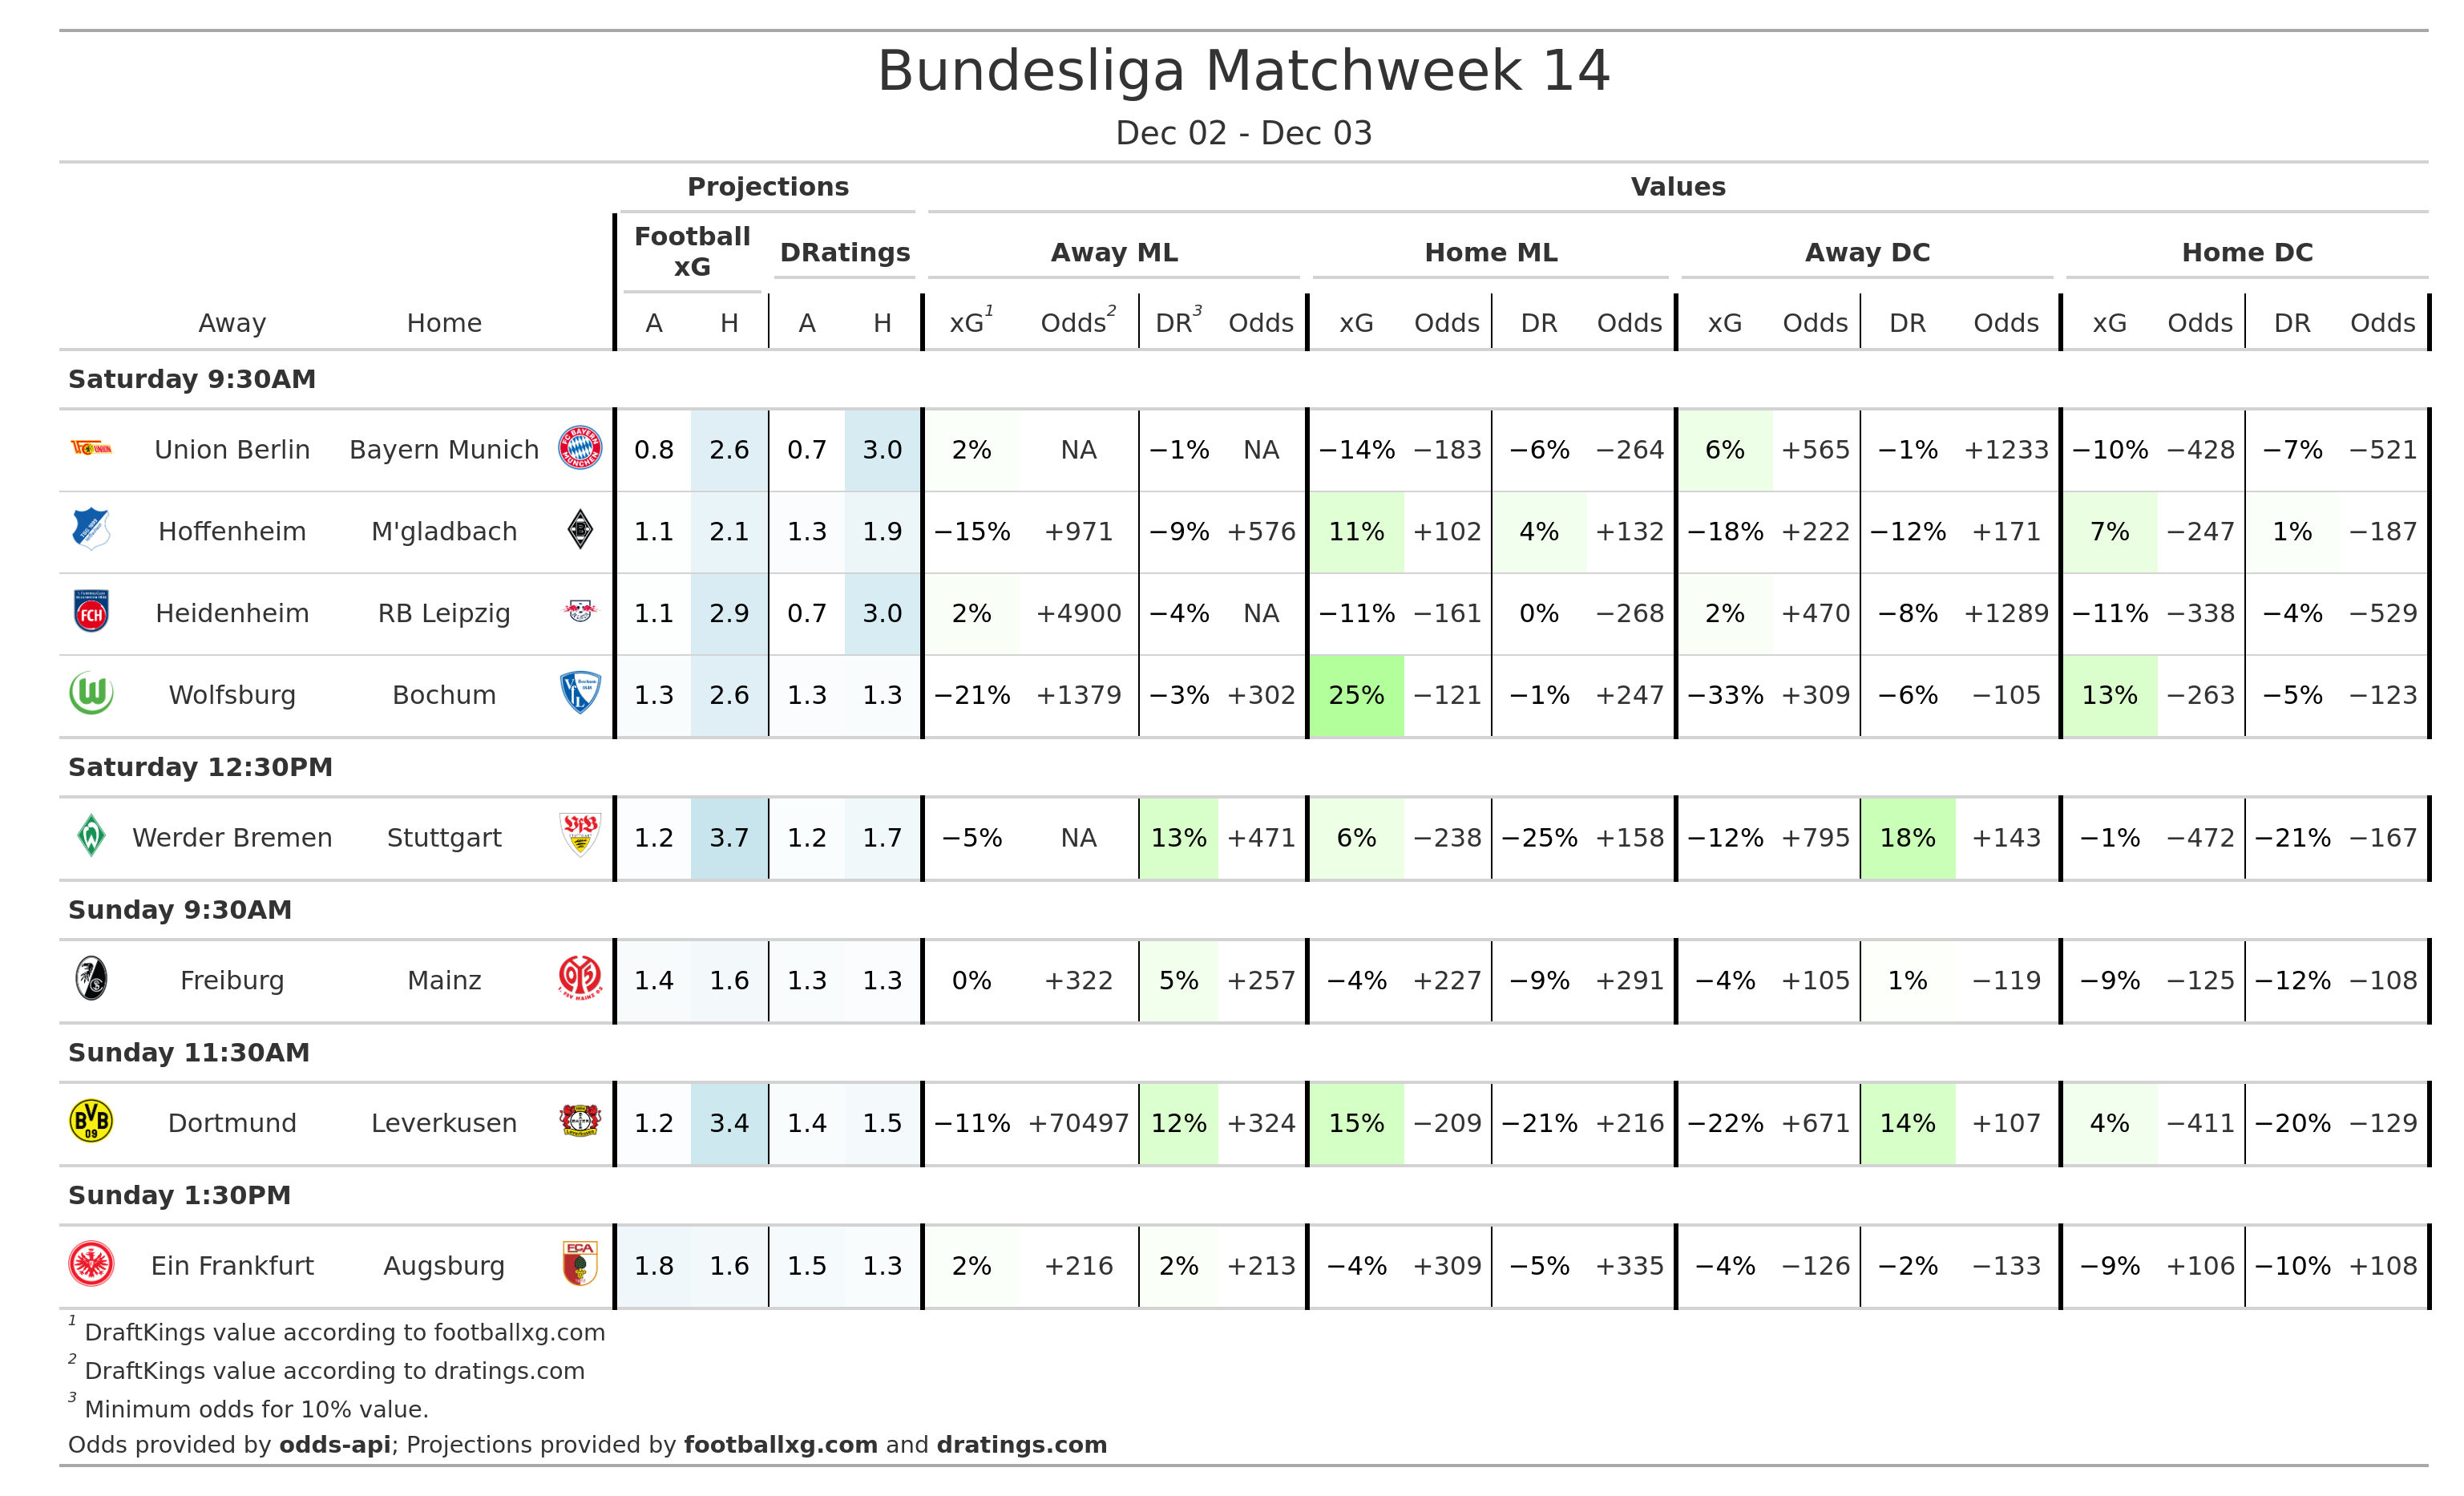 Bundesliga Matchweek 14
Dec 02 - Dec 03
Projections Values
Football xG DRatings Away ML Home ML Away DC Home DC
Away Home A H A H xG1 Odds2 DR3 Odds xG Odds DR Odds xG Odds DR Odds xG Odds DR Odds
Saturday 9:30AM
Union Berlin Bayern Munich 0.8 2.6 0.7 3.0 2% NA −1% NA −14% −183 −6% −264 6% +565 −1% +1233 −10% −428 −7% −521
Hoffenheim M'gladbach 1.1 2.1 1.3 1.9 −15% +971 −9% +576 11% +102 4% +132 −18% +222 −12% +171 7% −247 1% −187
Heidenheim RB Leipzig 1.1 2.9 0.7 3.0 2% +4900 −4% NA −11% −161 0% −268 2% +470 −8% +1289 −11% −338 −4% −529
Wolfsburg Bochum 1.3 2.6 1.3 1.3 −21% +1379 −3% +302 25% −121 −1% +247 −33% +309 −6% −105 13% −263 −5% −123
Saturday 12:30PM
Werder Bremen Stuttgart 1.2 3.7 1.2 1.7 −5% NA 13% +471 6% −238 −25% +158 −12% +795 18% +143 −1% −472 −21% −167
Sunday 9:30AM
Freiburg Mainz 1.4 1.6 1.3 1.3 0% +322 5% +257 −4% +227 −9% +291 −4% +105 1% −119 −9% −125 −12% −108
Sunday 11:30AM
Dortmund Leverkusen 1.2 3.4 1.4 1.5 −11% +70497 12% +324 15% −209 −21% +216 −22% +671 14% +107 4% −411 −20% −129
Sunday 1:30PM
Ein Frankfurt Augsburg 1.8 1.6 1.5 1.3 2% +216 2% +213 −4% +309 −5% +335 −4% −126 −2% −133 −9% +106 −10% +108
1 DraftKings value according to footballxg.com
2 DraftKings value according to dratings.com
3 Minimum odds for 10% value.
Odds provided by odds-api; Projections provided by footballxg.com and dratings.com